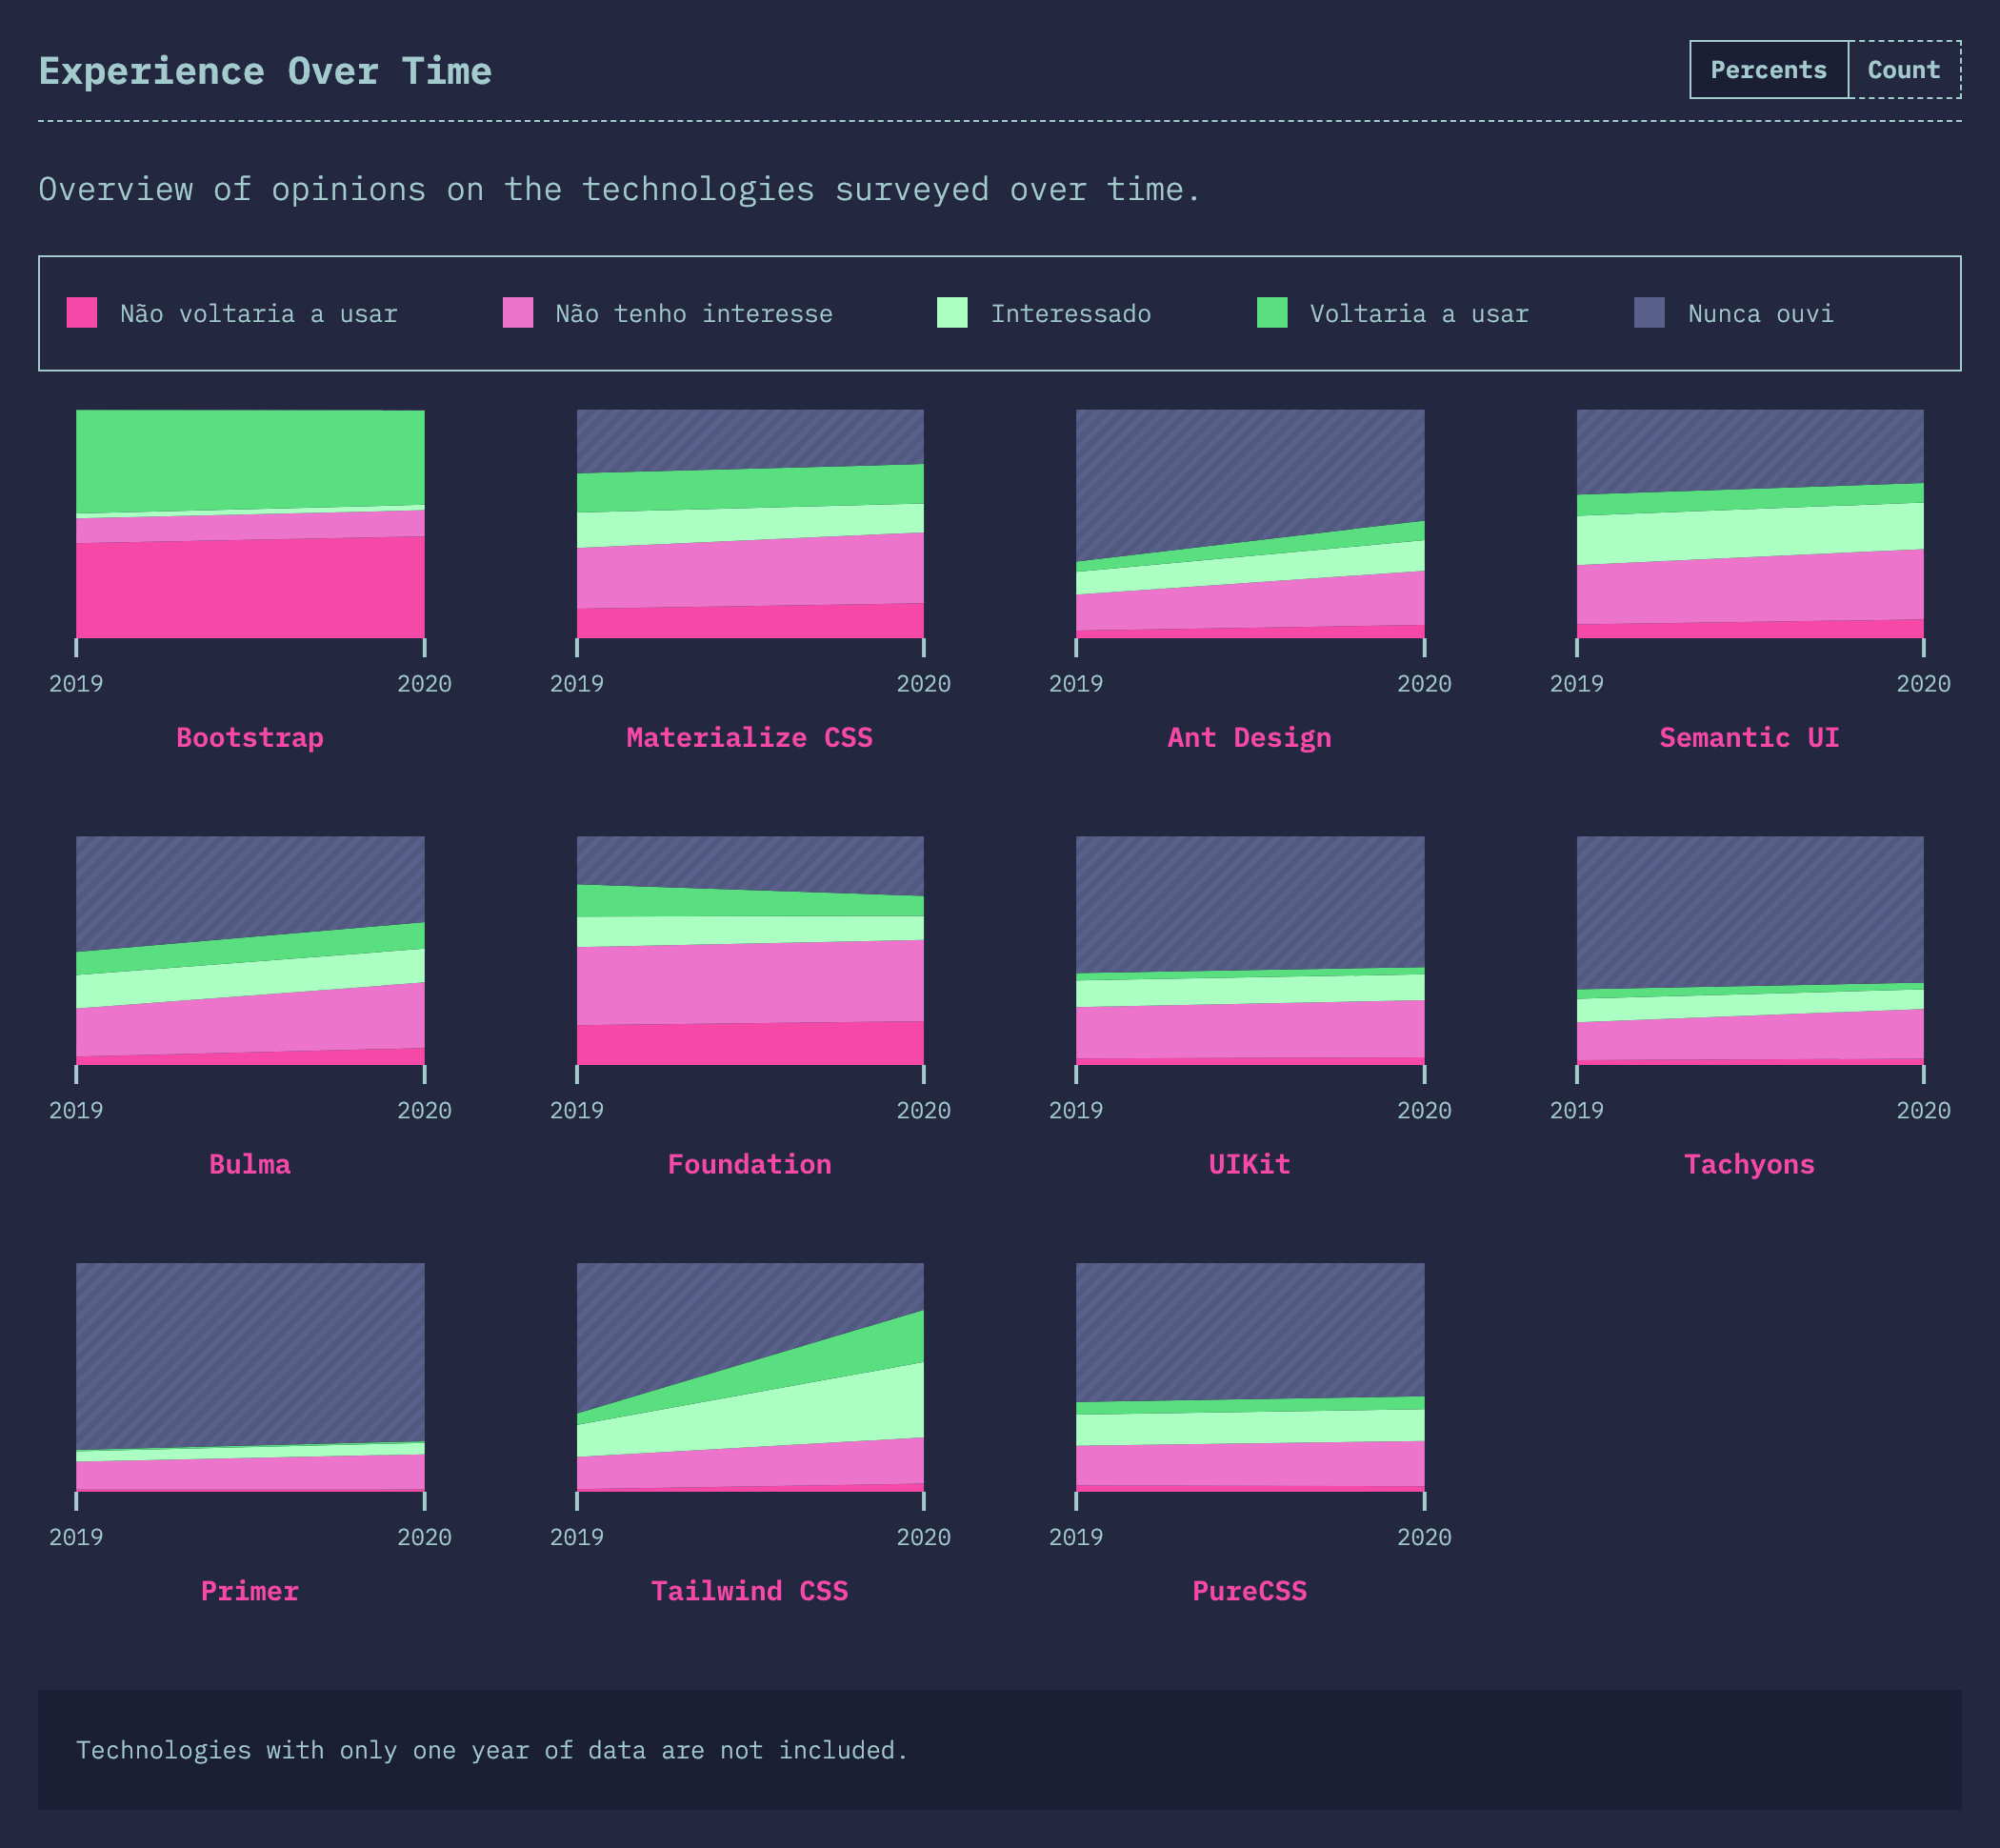 Experience Over Time
Percents Count
Overview of opinions on the technologies surveyed over time.
Não voltaria a usar Não tenho interesse Interessado Voltaria a usar Nunca ouvi
2019 2020 2019 2020 2019 2020 2019 2020
Bootstrap Materialize CSS Ant Design Semantic UI
2019 2020 2019 2020 2019 2020 2019 2020
Bulma Foundation UIKit Tachyons
2019 2020 2019 2020 2019 2020
Primer Tailwind CSS PureCSS
Technologies with only one year of data are not included.